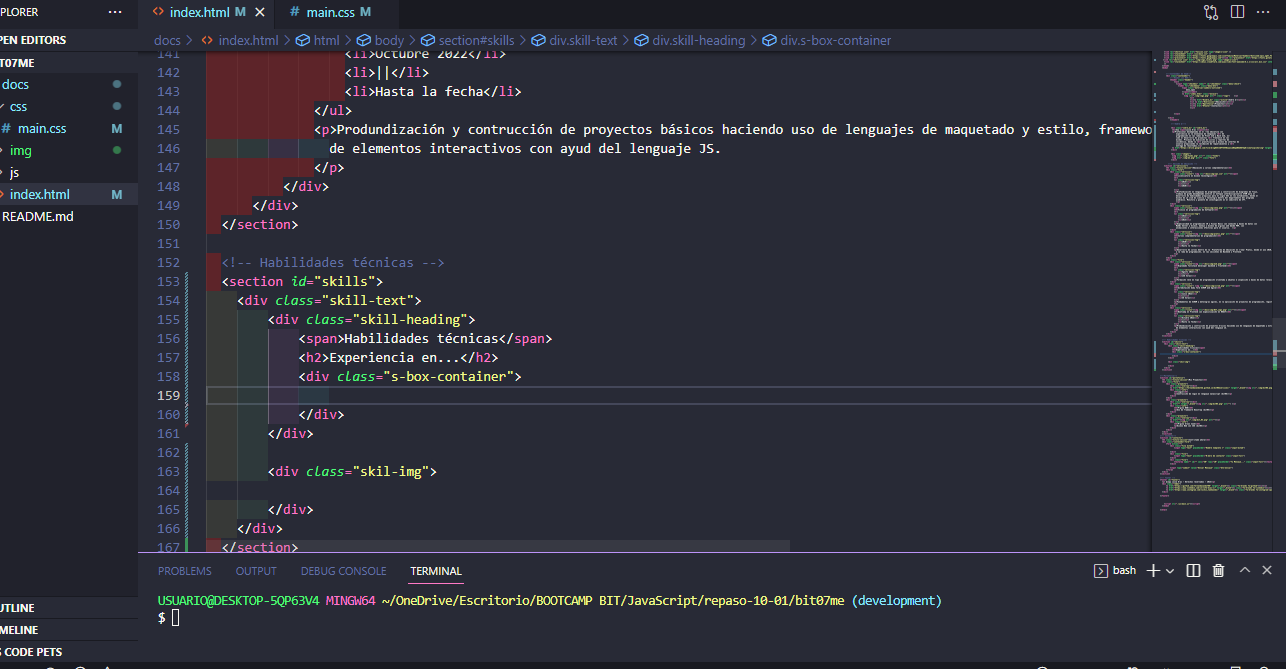 PLORER ···
index.html M ×
# main.css M
PEN EDITORS
docs > index.html > html > body > section#skills > div.skill-text > div.skill-heading > div.s-box-container
T07ME
docs
css
# main.css M
img
js
index.html M
README.md
UTLINE
MELINE
S CODE PETS
141 <li>Octubre 2022</li>
142 <li>||</li>
143 <li>Hasta la fecha</li>
144 </ul>
145 <p>Produndización y contrucción de proyectos básicos haciendo uso de lenguajes de maquetado y estilo, framewo
146 de elementos interactivos con ayud del lenguaje JS.
147 </p>
148 </div>
149 </div>
150 </section>
151
152 <!-- Habilidades técnicas -->
153 <section id="skills">
154 <div class="skill-text">
155 <div class="skill-heading">
156 <span>Habilidades técnicas</span>
157 <h2>Experiencia en...</h2>
158 <div class="s-box-container">
159
160 </div>
161 </div>
162
163 <div class="skil-img">
164
165 </div>
166 </div>
167 </section>
PROBLEMS OUTPUT DEBUG CONSOLE TERMINAL
bash
USUARIO@DESKTOP-5QP63V4 MINGW64 ~/OneDrive/Escritorio/BOOTCAMP BIT/JavaScript/repaso-10-01/bit07me (development)
$